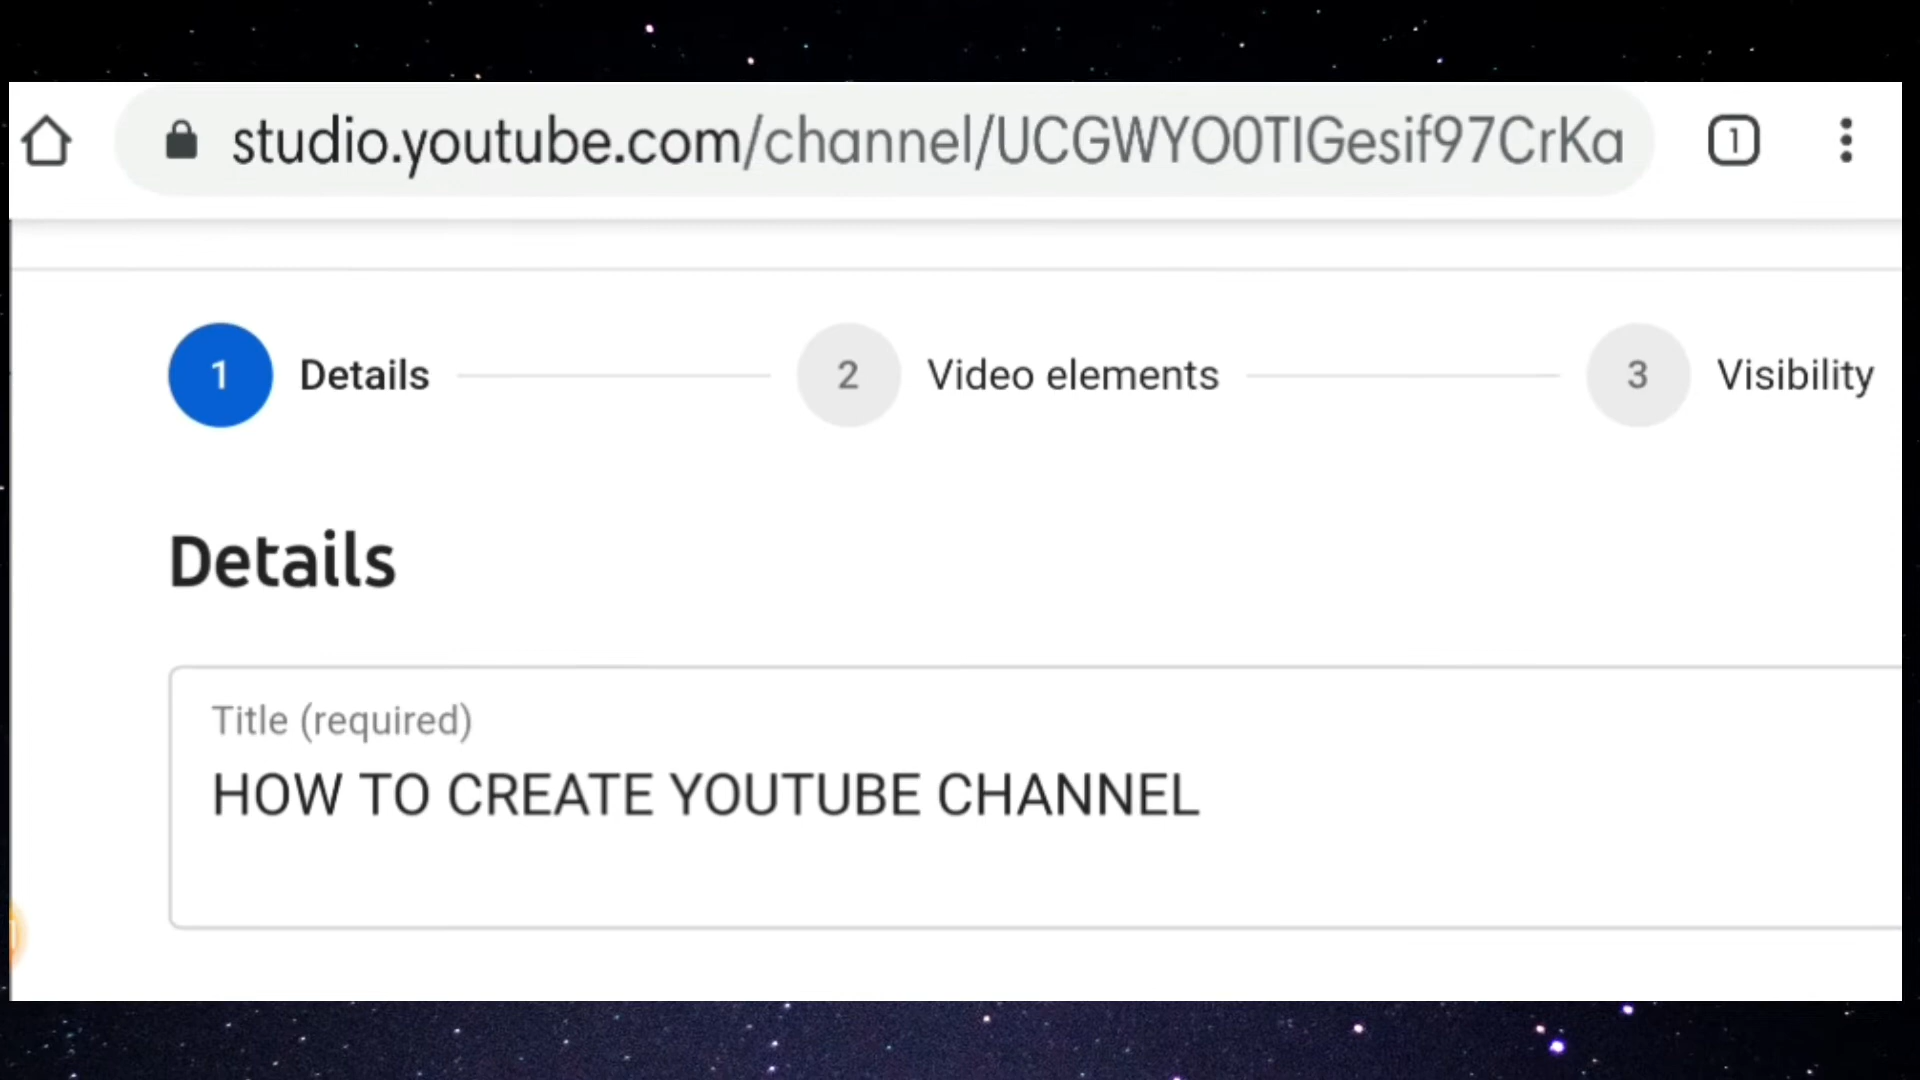 studio.youtube.com/channel/UCGWYO0TIGesif97CrKa
1
1 Details
2 Video elements
3 Visibility
Details
Title (required)
HOW TO CREATE YOUTUBE CHANNEL